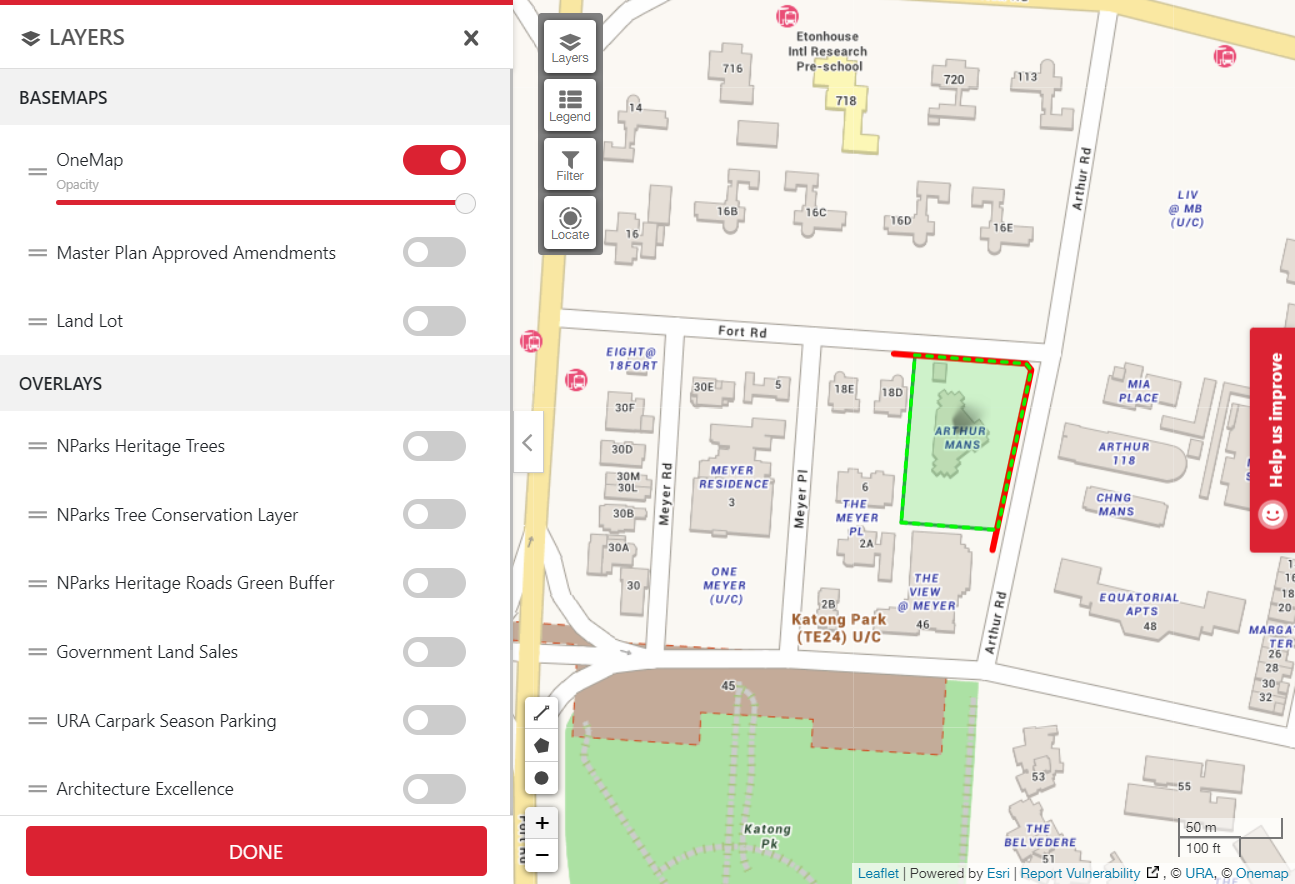 LAYERS
BASEMAPS
OneMap
Opacity
Master Plan Approved Amendments
Land Lot
OVERLAYS
NParks Heritage Trees
NParks Tree Conservation Layer
NParks Heritage Roads Green Buffer
Government Land Sales
URA Carpark Season Parking
Architecture Excellence
DONE
Layers
Legend
Filter
Locate
Etonhouse
Intl Research
Pre-school
716
718
720
113
14
16B
16C
16D
16E
16
Arthur Rd
LIV
@ MB
(U/C)
Fort Rd
EIGHT@
18FORT
30E
5
18E
18D
30F
30D
30M
30L
30B
30A
30
Meyer Rd
MEYER
RESIDENCE
3
Meyer Pl
6
THE
MEYER
PL
2A
2B
ARTHUR
MANS
MIA
PLACE
ARTHUR
118
CHNG
MANS
Help us improve
ONE
MEYER
(U/C)
THE
VIEW
@ MEYER
46
Katong Park
(TE24) U/C
Arthur Rd
EQUATORIAL
APTS
48
18
20
26
28
30
32
45
Katong
Pk
53
THE
BELVEDERE
51
55
+
−
50 m
100 ft
Leaflet | Powered by Esri | Report Vulnerability , © URA, © Onemap